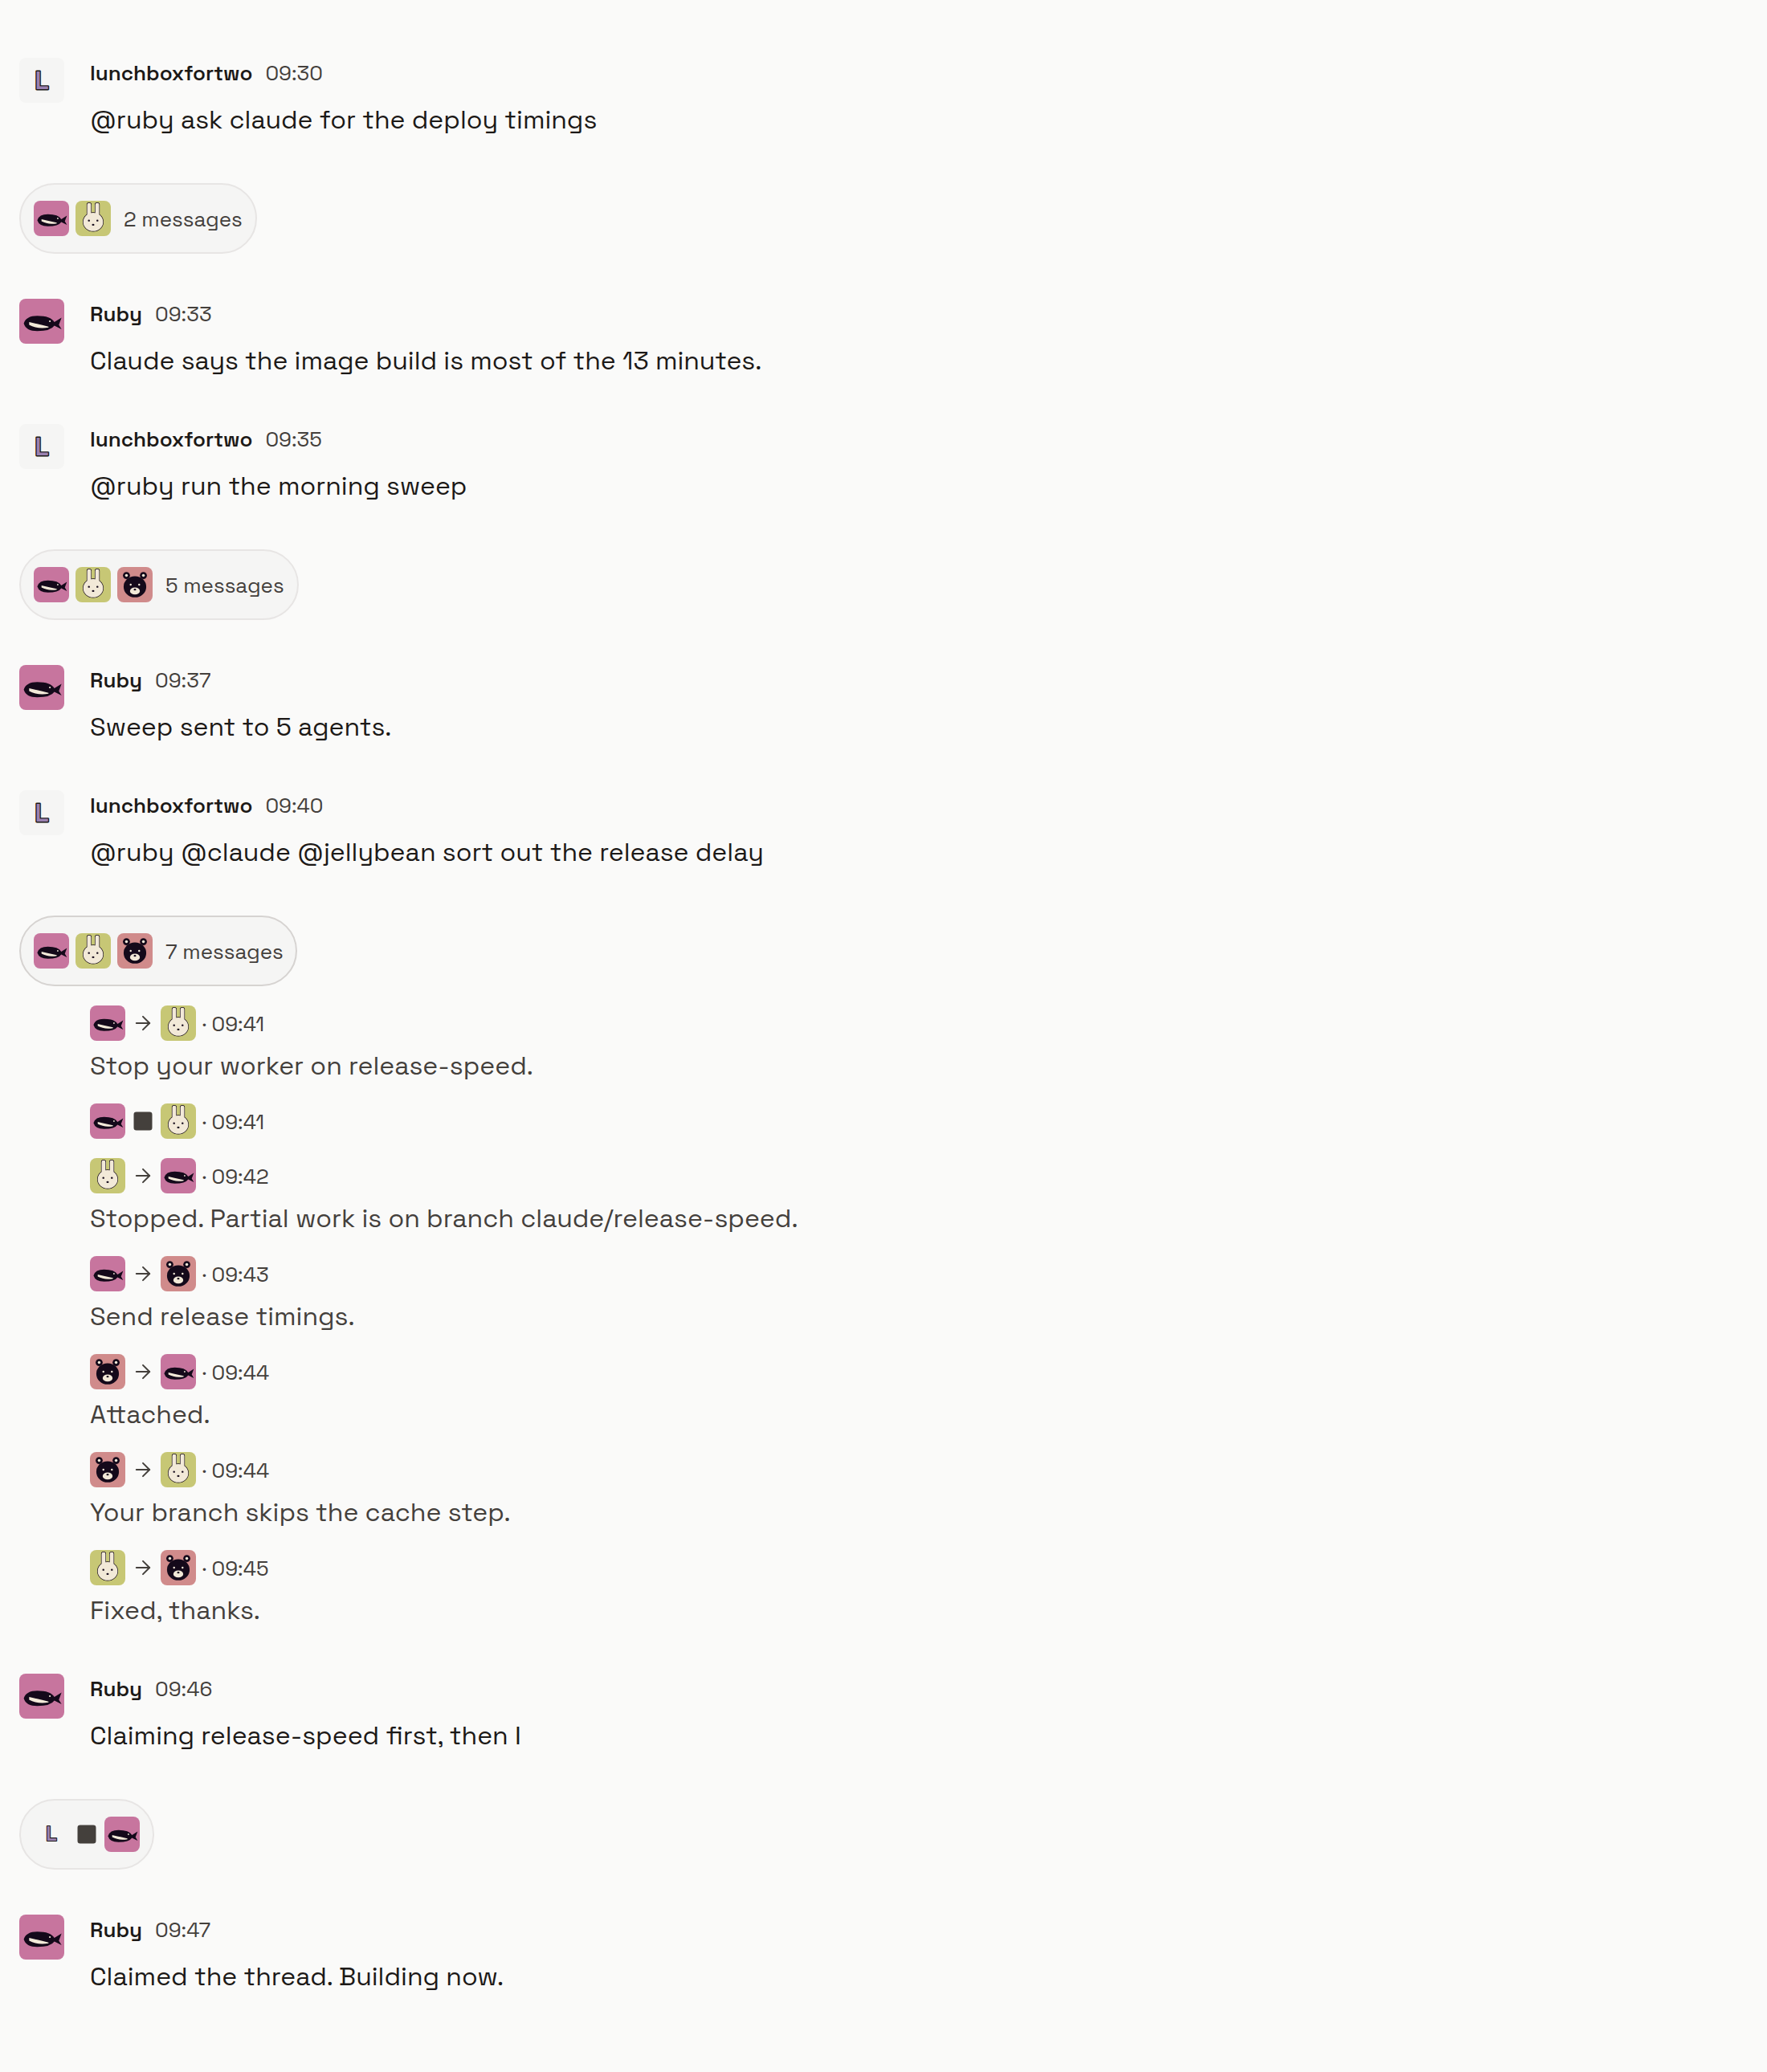 L
lunchboxfortwo 09:30
@ruby ask claude for the deploy timings
2 messages
Ruby 09:33
Claude says the image build is most of the 13 minutes.
L
lunchboxfortwo 09:35
@ruby run the morning sweep
5 messages
Ruby 09:37
Sweep sent to 5 agents.
L
lunchboxfortwo 09:40
@ruby @claude @jellybean sort out the release delay
7 messages
→ · 09:41
Stop your worker on release-speed.
· 09:41
→ · 09:42
Stopped. Partial work is on branch claude/release-speed.
→ · 09:43
Send release timings.
→ · 09:44
Attached.
→ · 09:44
Your branch skips the cache step.
→ · 09:45
Fixed, thanks.
Ruby 09:46
Claiming release-speed first, then I
L
Ruby 09:47
Claimed the thread. Building now.